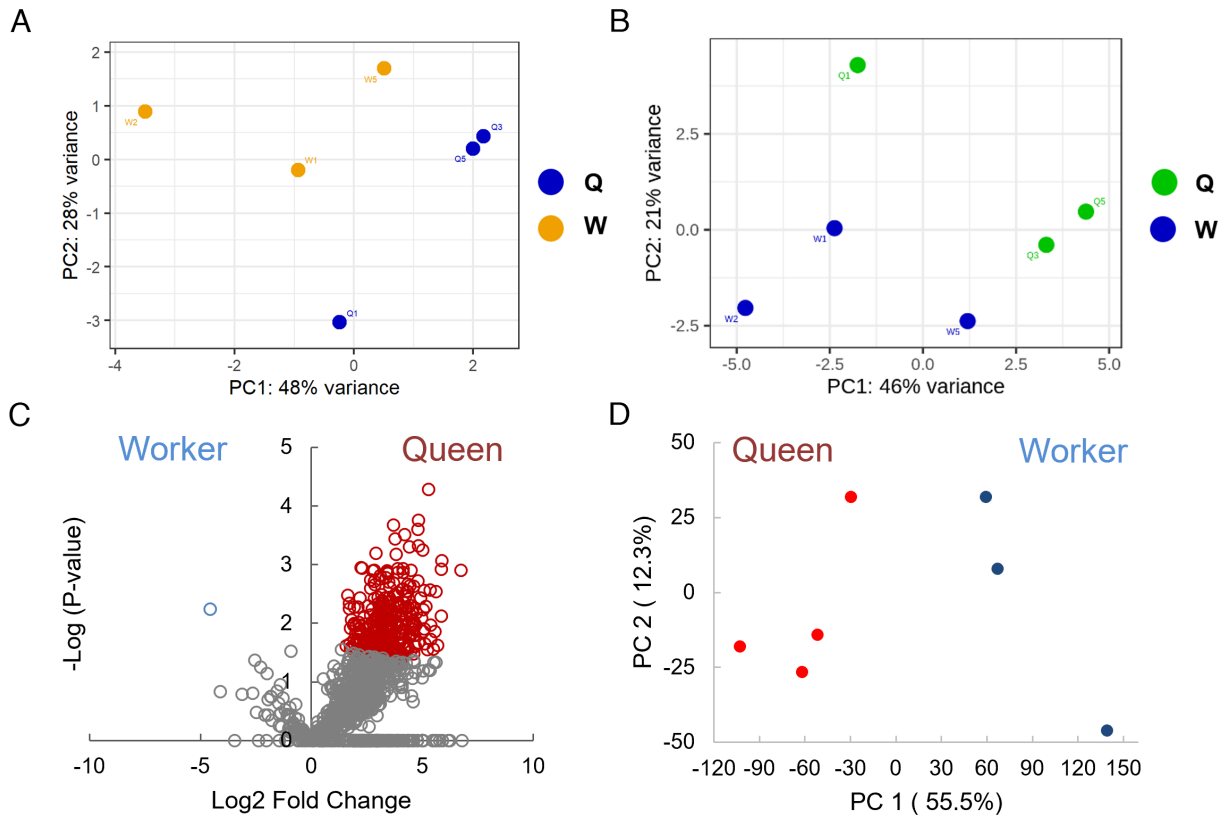 A
2
1
0
-1
-2
-3
-4
-2
0
2
PC2: 28% variance
PC1: 48% variance
W2
W5
W1
Q3
Q5
Q1
Q
W
B
2.5
0.0
-2.5
-5.0
-2.5
0.0
2.5
5.0
PC2: 21% variance
PC1: 46% variance
Q1
Q5
Q3
W1
W2
W5
Q
W
C
Worker
Queen
5
4
3
2
1
0
-10
-5
0
5
10
-Log (P-value)
Log2 Fold Change
D
Queen
Worker
50
25
0
-25
-50
-120 -90 -60 -30 0 30 60 90 120 150
PC 2 ( 12.3%)
PC 1 ( 55.5%)